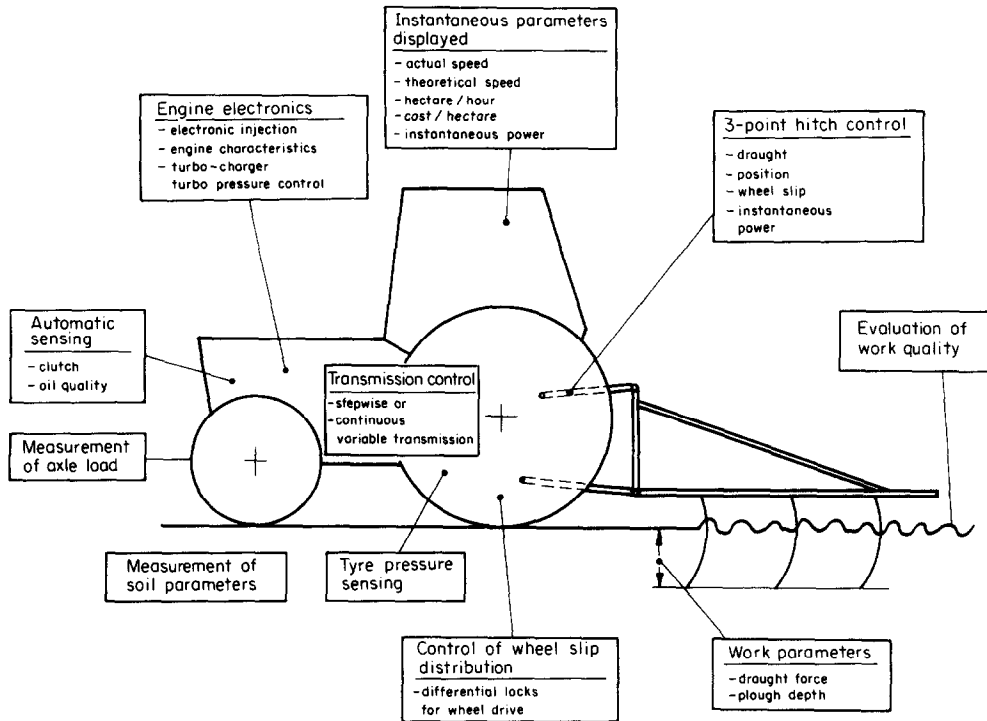 Instantaneous parameters
displayed
- actual speed
- theoretical speed
- hectare / hour
- cost / hectare
- instantaneous power
Engine electronics
- electronic injection
- engine characteristics
- turbo-charger
turbo pressure control
3-point hitch control
- draught
- position
- wheel slip
- instantaneous
power
Automatic
sensing
- clutch
- oil quality
Evaluation of
work quality
Transmission control
- stepwise or
- continuous
variable transmission
Measurement
of axle load
Measurement of
soil parameters
Tyre pressure
sensing
Control of wheel slip
distribution
- differential locks
for wheel drive
Work parameters
- draught force
- plough depth